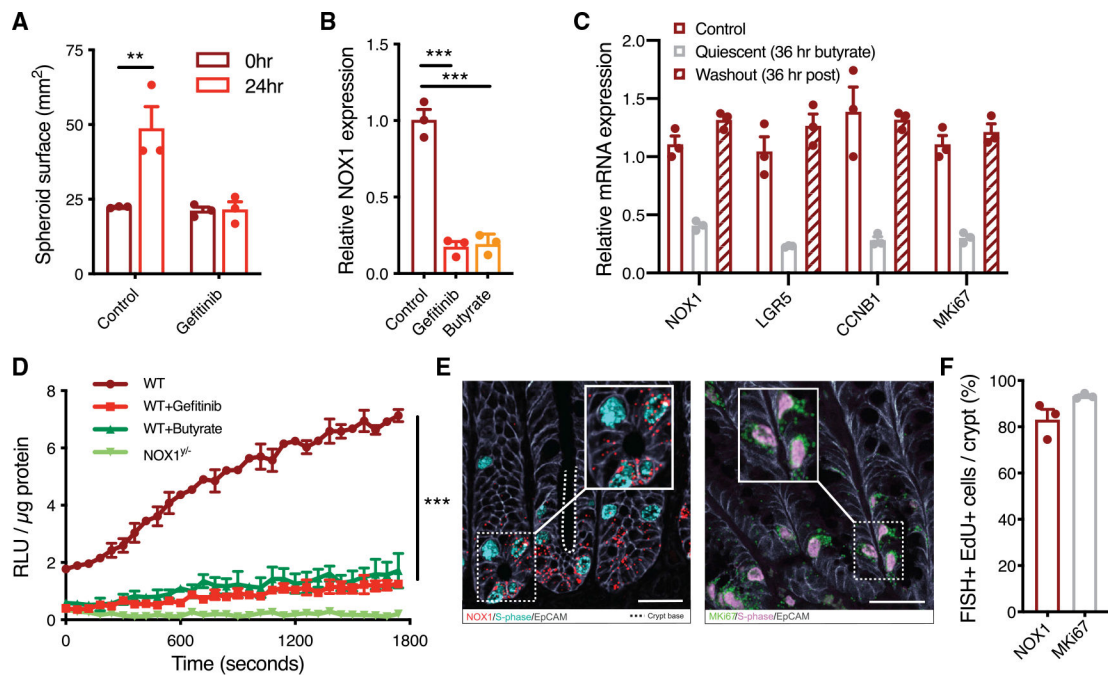 A
Spheroid surface (mm²)
75
50
25
0
**
0hr
24hr
Control
Gefitinib
B
Relative NOX1 expression
1.5
1.0
0.5
0.0
***
***
Control
Gefitinib
Butyrate
C
Control
Quiescent (36 hr butyrate)
Washout (36 hr post)
Relative mRNA expression
2.0
1.5
1.0
0.5
0.0
NOX1
LGR5
CCNB1
MKi67
D
WT
WT+Gefitinib
WT+Butyrate
NOX1ʸ/⁻
RLU / µg protein
8
6
4
2
0
***
0 600 1200 1800
Time (seconds)
E
NOX1/S-phase/EpCAM
Crypt base
MKi67/S-phase/EpCAM
F
FISH+ EdU+ cells / crypt (%)
100
80
60
40
20
0
NOX1
MKi67